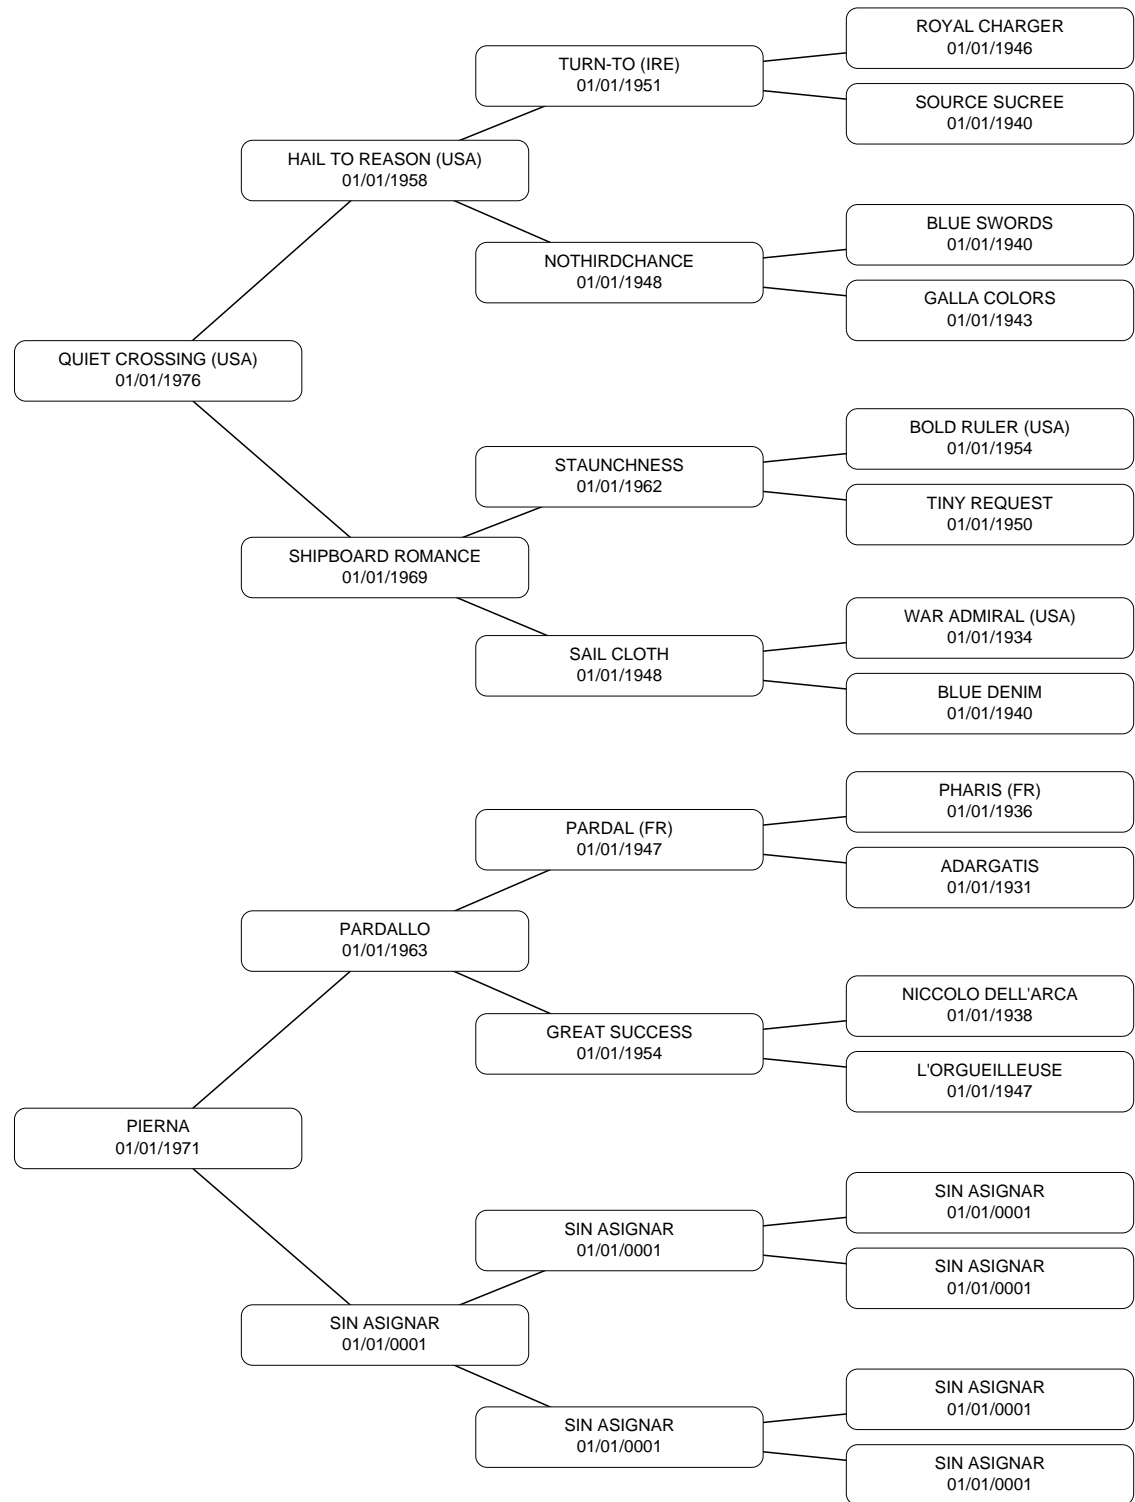 ROYAL CHARGER
01/01/1946
TURN-TO (IRE)
01/01/1951
SOURCE SUCREE
01/01/1940
HAIL TO REASON (USA)
01/01/1958
BLUE SWORDS
01/01/1940
NOTHIRDCHANCE
01/01/1948
GALLA COLORS
01/01/1943
QUIET CROSSING (USA)
01/01/1976
BOLD RULER (USA)
01/01/1954
STAUNCHNESS
01/01/1962
TINY REQUEST
01/01/1950
SHIPBOARD ROMANCE
01/01/1969
WAR ADMIRAL (USA)
01/01/1934
SAIL CLOTH
01/01/1948
BLUE DENIM
01/01/1940
PHARIS (FR)
01/01/1936
PARDAL (FR)
01/01/1947
ADARGATIS
01/01/1931
PARDALLO
01/01/1963
NICCOLO DELL'ARCA
01/01/1938
GREAT SUCCESS
01/01/1954
L'ORGUEILLEUSE
01/01/1947
PIERNA
01/01/1971
SIN ASIGNAR
01/01/0001
SIN ASIGNAR
01/01/0001
SIN ASIGNAR
01/01/0001
SIN ASIGNAR
01/01/0001
SIN ASIGNAR
01/01/0001
SIN ASIGNAR
01/01/0001
SIN ASIGNAR
01/01/0001